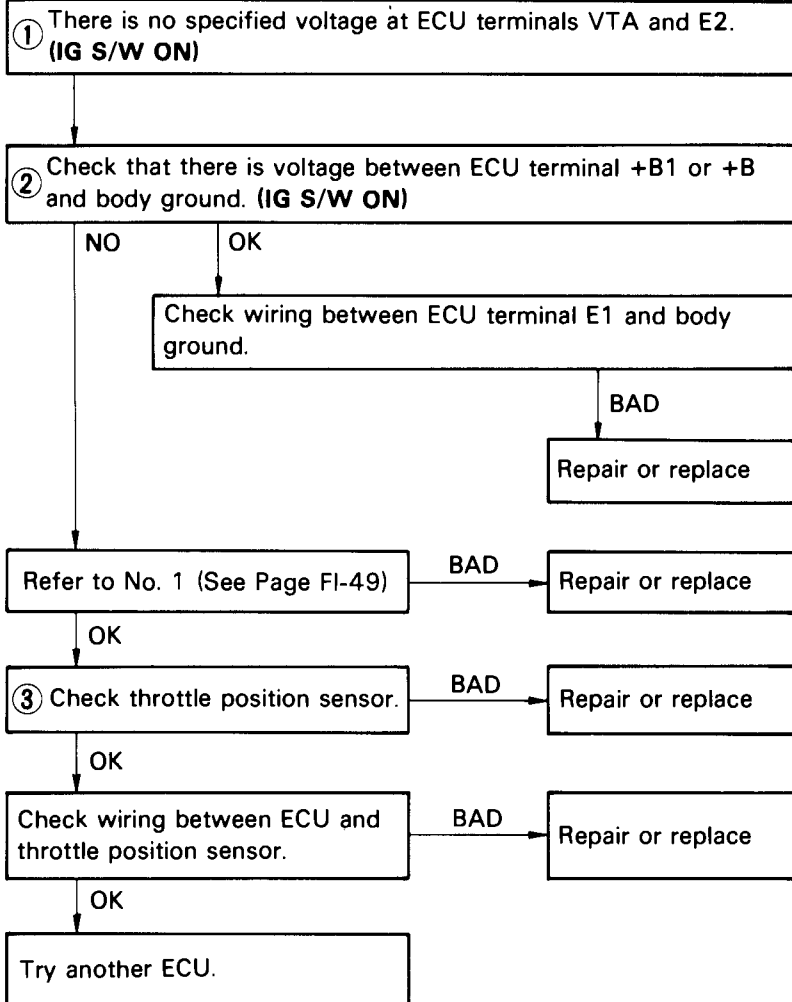 ① There is no specified voltage at ECU terminals VTA and E2.
(IG S/W ON)
② Check that there is voltage between ECU terminal +B1 or +B
and body ground. (IG S/W ON)
NO
OK
Check wiring between ECU terminal E1 and body
ground.
BAD
Repair or replace
Refer to No. 1 (See Page FI-49)
BAD
Repair or replace
OK
③ Check throttle position sensor.
BAD
Repair or replace
OK
Check wiring between ECU and
throttle position sensor.
BAD
Repair or replace
OK
Try another ECU.